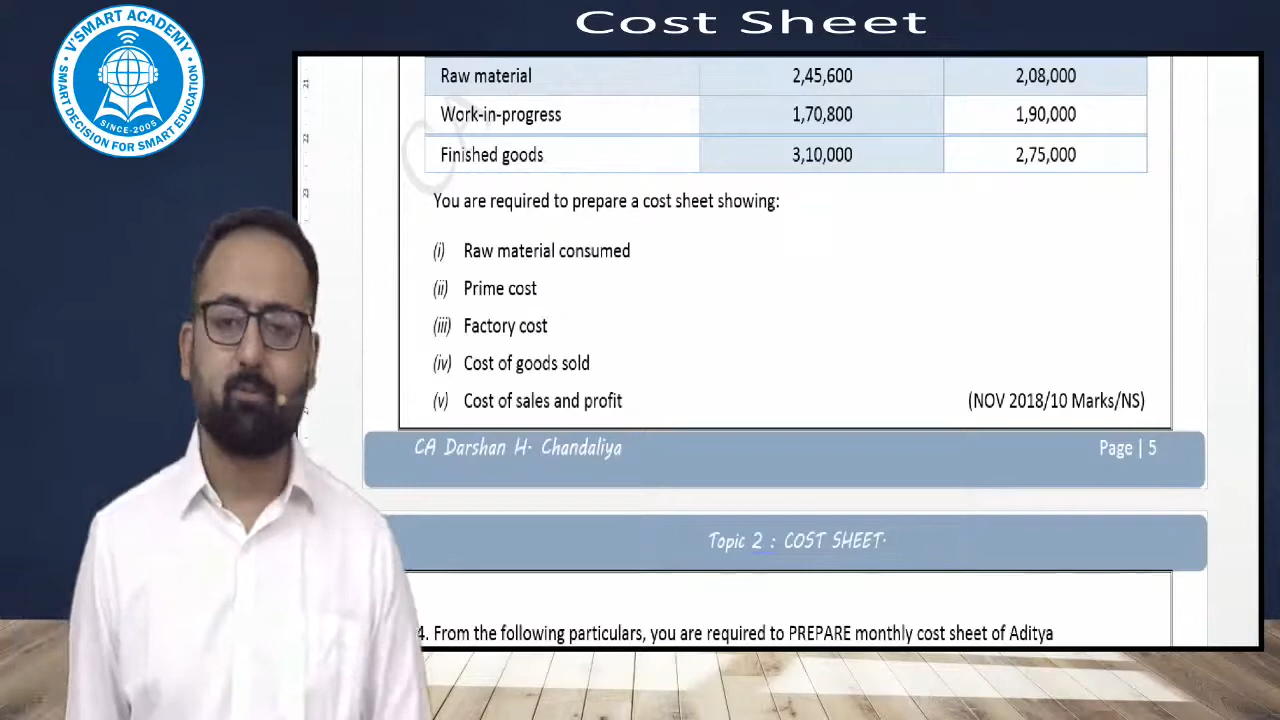 Cost Sheet
V'SMART ACADEMY
SMART DECISION FOR SMART EDUCATION
SINCE-2005
21
Raw material 2,45,600 2,08,000
22
Work-in-progress 1,70,800 1,90,000
Finished goods 3,10,000 2,75,000
23
CA
You are required to prepare a cost sheet showing:
(i) Raw material consumed
(ii) Prime cost
(iii) Factory cost
(iv) Cost of goods sold
(v) Cost of sales and profit (NOV 2018/10 Marks/NS)
CA Darshan H. Chandaliya Page | 5
Topic 2 : COST SHEET.
4. From the following particulars, you are required to PREPARE monthly cost sheet of Aditya